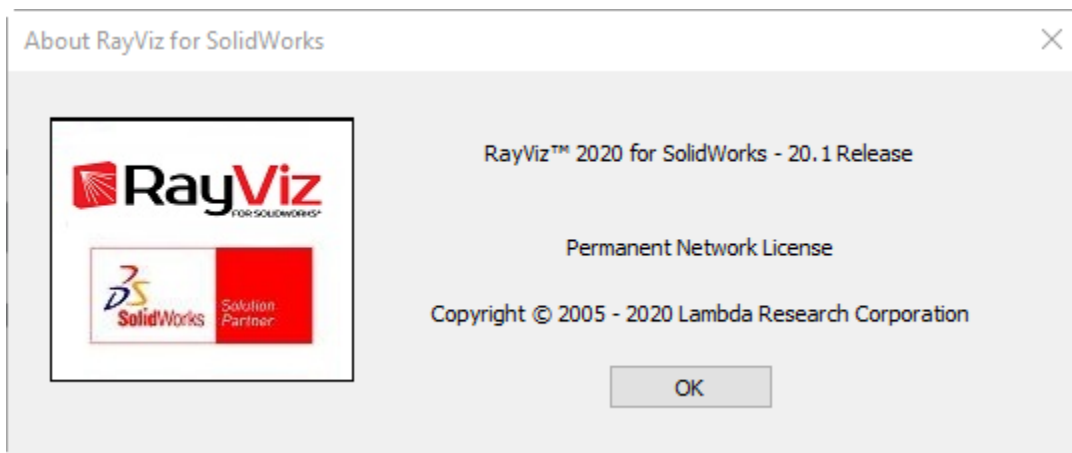 About RayViz for SolidWorks
RayViz
FOR SOLIDWORKS®
RayViz™ 2020 for SolidWorks - 20.1 Release
Permanent Network License
Copyright © 2005 - 2020 Lambda Research Corporation
OK
DS
SolidWorks
Solution
Partner